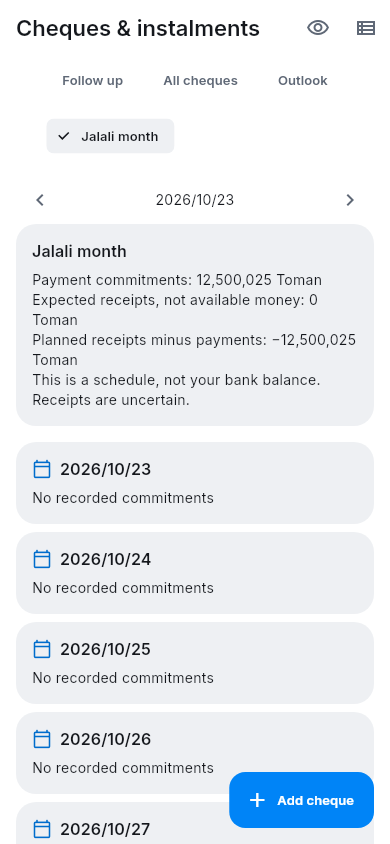 Cheques & instalments
Follow up
All cheques
Outlook
Jalali month
2026/10/23
Jalali month
Payment commitments: 12,500,025 Toman
Expected receipts, not available money: 0
Toman
Planned receipts minus payments: −12,500,025
Toman
This is a schedule, not your bank balance.
Receipts are uncertain.
2026/10/23
No recorded commitments
2026/10/24
No recorded commitments
2026/10/25
No recorded commitments
2026/10/26
No recorded commitments
Add cheque
2026/10/27